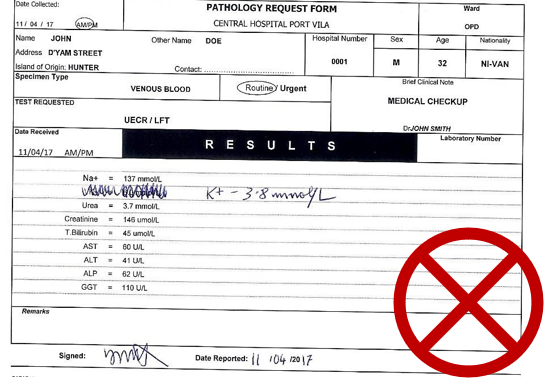 Date Collected:
11/ 04 / 17 AM/PM
PATHOLOGY REQUEST FORM
CENTRAL HOSPITAL PORT VILA
Ward
OPD
Name JOHN Other Name DOE
Address D'YAM STREET
Island of Origin: HUNTER Contact: ....................................
Hospital Number
0001
Sex
M
Age
32
Nationality
NI-VAN
Specimen Type
VENOUS BLOOD
Routine/ Urgent
Brief Clinical Note
MEDICAL CHECKUP
DrJOHN SMITH
TEST REQUESTED
UECR / LFT
Date Received
11/04/17 AM/PM
RESULTS
Laboratory Number
Na+ = 137 mmol/L
K+ - 3.8 mmol/L
Urea = 3.7 mmol/L
Creatinine = 146 umol/L
T.Bilirubin = 45 umol/L
AST = 60 U/L
ALT = 41 U/L
ALP = 62 U/L
GGT = 110 U/L
Remarks
Signed:
Date Reported: 11 /04 /2017